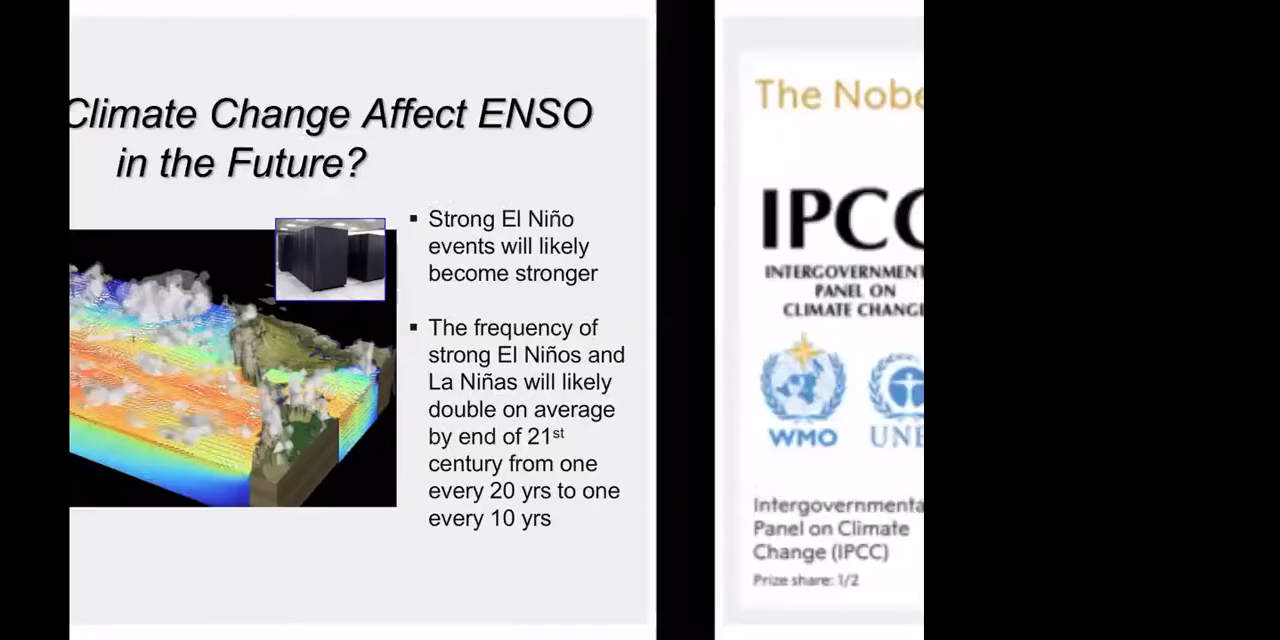 Climate Change Affect ENSO
in the Future?
▪ Strong El Niño
events will likely
become stronger
▪ The frequency of
strong El Niños and
La Niñas will likely
double on average
by end of 21st
century from one
every 20 yrs to one
every 10 yrs
The Nobe
IPCC
INTERGOVERNMENT
PANEL ON
CLIMATE CHANG
WMO
UNE
Intergovernmenta
Panel on Climate
Change (IPCC)
Prize share: 1/2